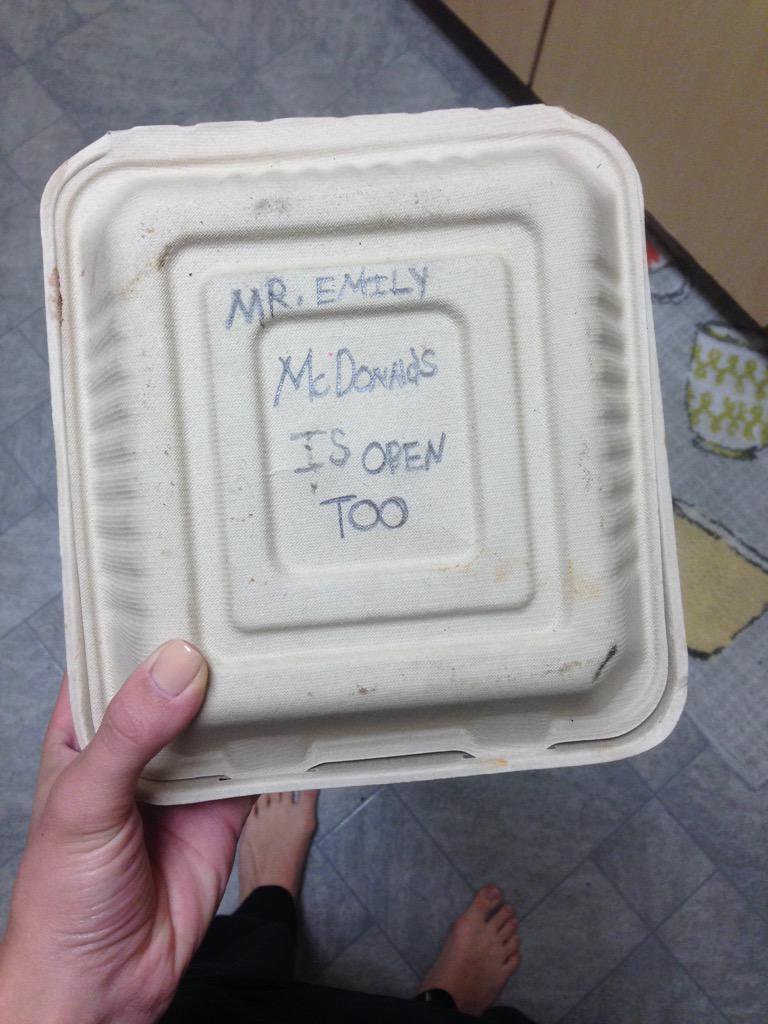 MR. EMILY
McDONAldS
IS OPEN
TOO